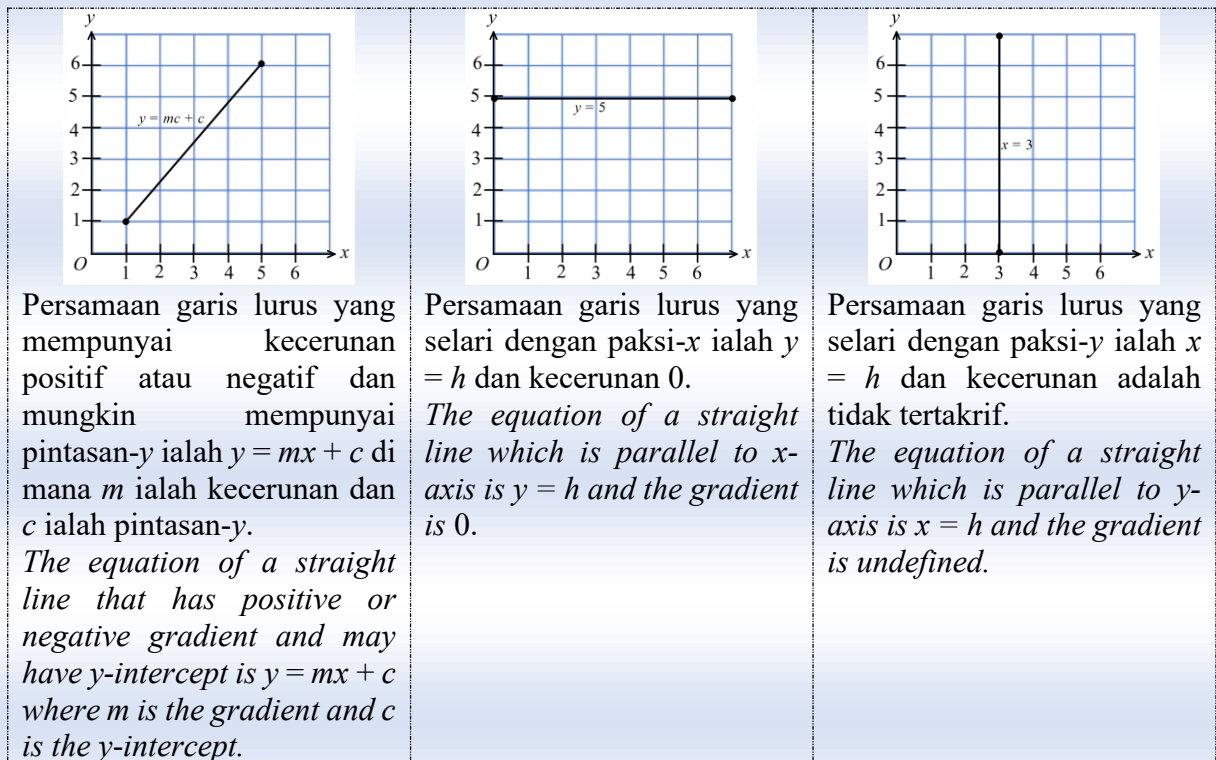 y
6
5
4
3
2
1
y = mc + c
O
1 2 3 4 5 6
x
Persamaan garis lurus yang
mempunyai kecerunan
positif atau negatif dan
mungkin mempunyai
pintasan-y ialah y = mx + c di
mana m ialah kecerunan dan
c ialah pintasan-y.
The equation of a straight
line that has positive or
negative gradient and may
have y-intercept is y = mx + c
where m is the gradient and c
is the y-intercept.
y
6
5
4
3
2
1
y = 5
O
1 2 3 4 5 6
x
Persamaan garis lurus yang
selari dengan paksi-x ialah y
= h dan kecerunan 0.
The equation of a straight
line which is parallel to x-
axis is y = h and the gradient
is 0.
y
6
5
4
3
2
1
x = 3
O
1 2 3 4 5 6
x
Persamaan garis lurus yang
selari dengan paksi-y ialah x
= h dan kecerunan adalah
tidak tertakrif.
The equation of a straight
line which is parallel to y-
axis is x = h and the gradient
is undefined.